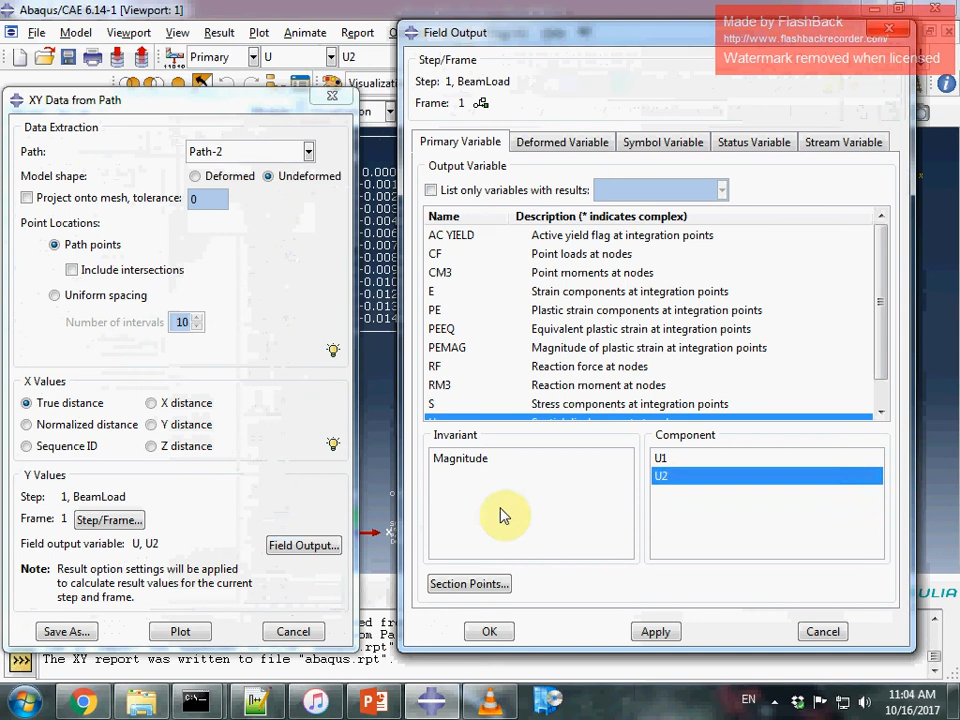 Abaqus/CAE 6.14-1 [Viewport: 1]
File Model Viewport View Result Plot Animate Report
Primary U U2
Visualiz
Made by FlashBack
http://www.flashbackrecorder.com/
Watermark removed when licensed
XY Data from Path
Data Extraction
Path: Path-2
Model shape: Deformed Undeformed
Project onto mesh, tolerance: 0
Point Locations:
Path points
Include intersections
Uniform spacing
Number of intervals 10
X Values
True distance X distance
Normalized distance Y distance
Sequence ID Z distance
Y Values
Step: 1, BeamLoad
Frame: 1 Step/Frame...
Field output variable: U, U2 Field Output...
Note: Result option settings will be applied
to calculate result values for the current
step and frame.
Save As... Plot Cancel
0.000
-0.001
-0.012
-0.014
Field Output
Step/Frame
Step: 1, BeamLoad
Frame: 1
Primary Variable Deformed Variable Symbol Variable Status Variable Stream Variable
Output Variable
List only variables with results:
Name Description (* indicates complex)
AC YIELD Active yield flag at integration points
CF Point loads at nodes
CM3 Point moments at nodes
E Strain components at integration points
PE Plastic strain components at integration points
PEEQ Equivalent plastic strain at integration points
PEMAG Magnitude of plastic strain at integration points
RF Reaction force at nodes
RM3 Reaction moment at nodes
S Stress components at integration points
Invariant
Magnitude
Component
U1
U2
Section Points...
OK Apply Cancel
ULIA
The XY report was written to file "abaqus.rpt".
EN
11:04 AM
10/16/2017